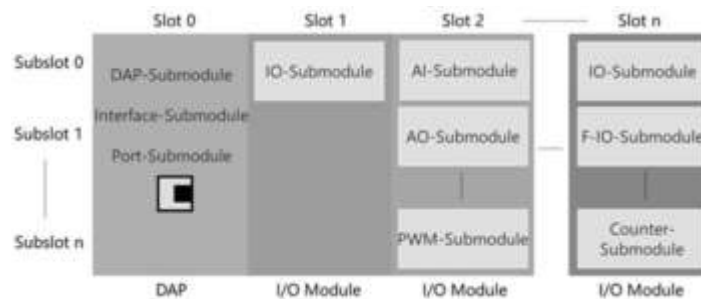 Slot 0 Slot 1 Slot 2 Slot n
Subslot 0 DAP-Submodule IO-Submodule AI-Submodule IO-Submodule
Interface-Submodule
Subslot 1 AO-Submodule F-IO-Submodule
Port-Submodule
Subslot n PWM-Submodule Counter-
Submodule
DAP I/O Module I/O Module I/O Module